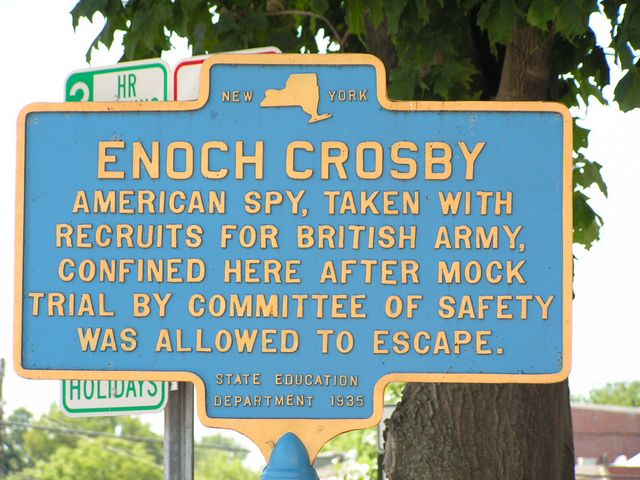 2 HR
NEW YORK
ENOCH CROSBY
AMERICAN SPY, TAKEN WITH
RECRUITS FOR BRITISH ARMY,
CONFINED HERE AFTER MOCK
TRIAL BY COMMITTEE OF SAFETY
WAS ALLOWED TO ESCAPE.
STATE EDUCATION
DEPARTMENT 1935
HOLIDAYS